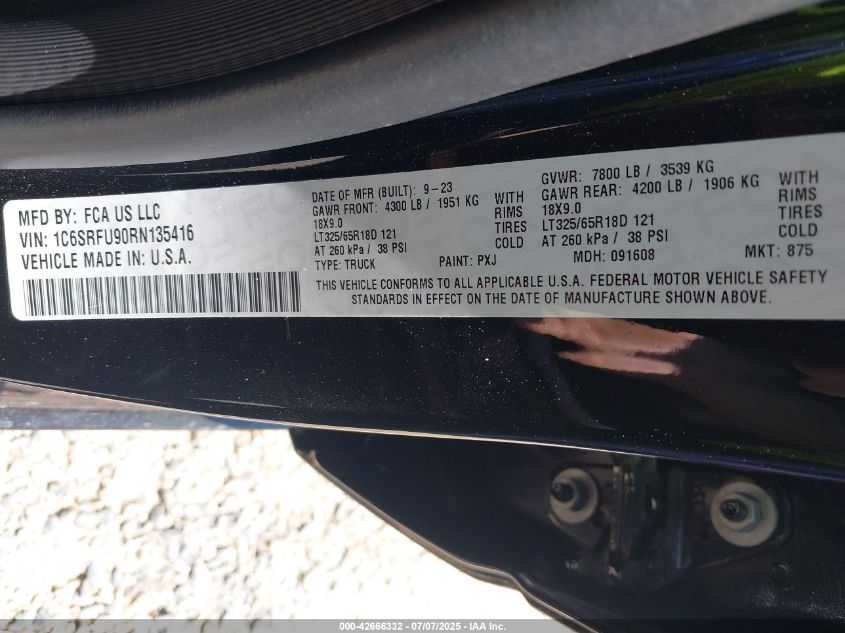 MFD BY: FCA US LLC
VIN: 1C6SRFU90RN135416
VEHICLE MADE IN: U.S.A.
DATE OF MFR (BUILT): 9-23
GAWR FRONT: 4300 LB / 1951 KG WITH
18X9.0 RIMS
LT325/65R18D 121 TIRES
AT 260 kPa / 38 PSI COLD
TYPE: TRUCK PAINT: PXJ
GVWR: 7800 LB / 3539 KG
GAWR REAR: 4200 LB / 1906 KG WITH
18X9.0 RIMS
LT325/65R18D 121 TIRES
AT 260 kPa / 38 PSI COLD
MDH: 091608 MKT: 875
THIS VEHICLE CONFORMS TO ALL APPLICABLE U.S.A. FEDERAL MOTOR VEHICLE SAFETY
STANDARDS IN EFFECT ON THE DATE OF MANUFACTURE SHOWN ABOVE.
000-42666332 - 07/07/2025 - IAA Inc.